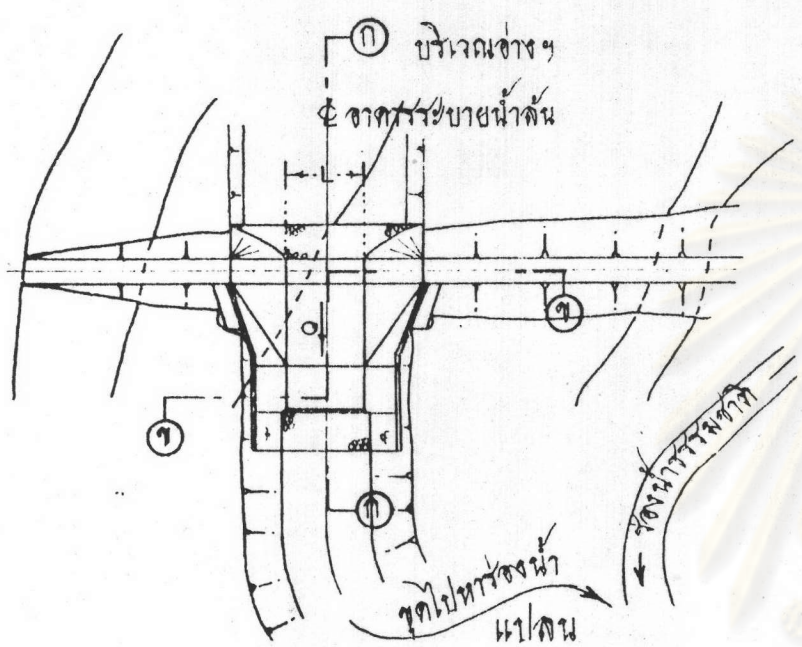 ก บริเวณอ่างฯ
℄ อาคารระบายน้ำล้น
L
Q
ข
ข
ร่องน้ำธรรมชาติ
ก
ขุดไปหาร่องน้ำ
แปลน